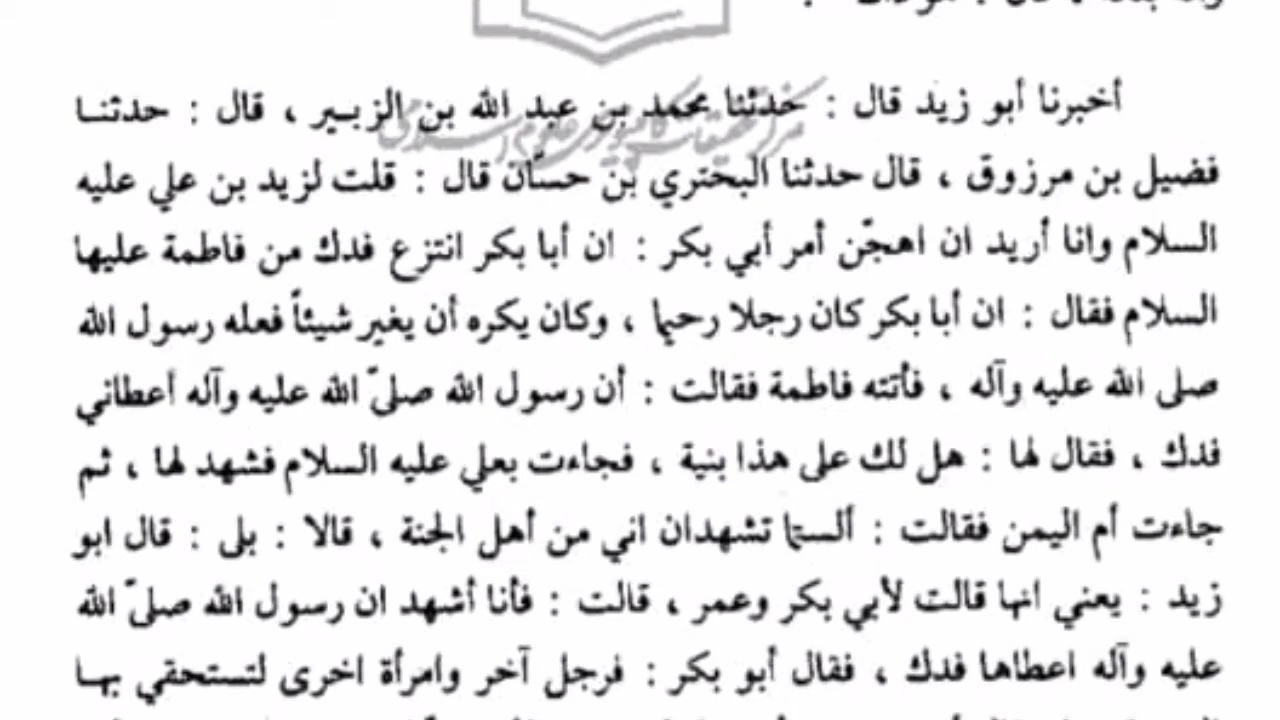 أخبرنا أبو زيد قال : حدثنا محمد بن عبد الله بن الزبـير ، قال : حدثنـا
فضيل بن مرزوق ، قال حدثنا البختري بن حسّان قال : قلت لزيد بن علي عليه
السلام وانا أريد ان اهجّن أمر أبي بكر : ان أبا بكر انتزع فدك من فاطمة عليها
السلام فقال : ان أبا بكر كان رجلا رحيما ، وكان يكره أن يغير شيئاً فعله رسول الله
صلى الله عليه وآله ، فأتته فاطمة فقالت : أن رسول الله صلىّ الله عليه وآله أعطاني
فدك ، فقال لها : هل لك على هذا بنية ، فجاءت بعلي عليه السلام فشهد لها ، ثم
جاءت أم اليمن فقالت : ألستما تشهدان اني من أهل الجنة ، قالا : بلى : قال ابو
زيد : يعني انها قالت لأبي بكر وعمر ، قالت : فأنا أشهد ان رسول الله صلىّ الله
عليه وآله اعطاها فدك ، فقال أبو بكر : فرجل آخر وامرأة اخرى لتستحقي بهـا